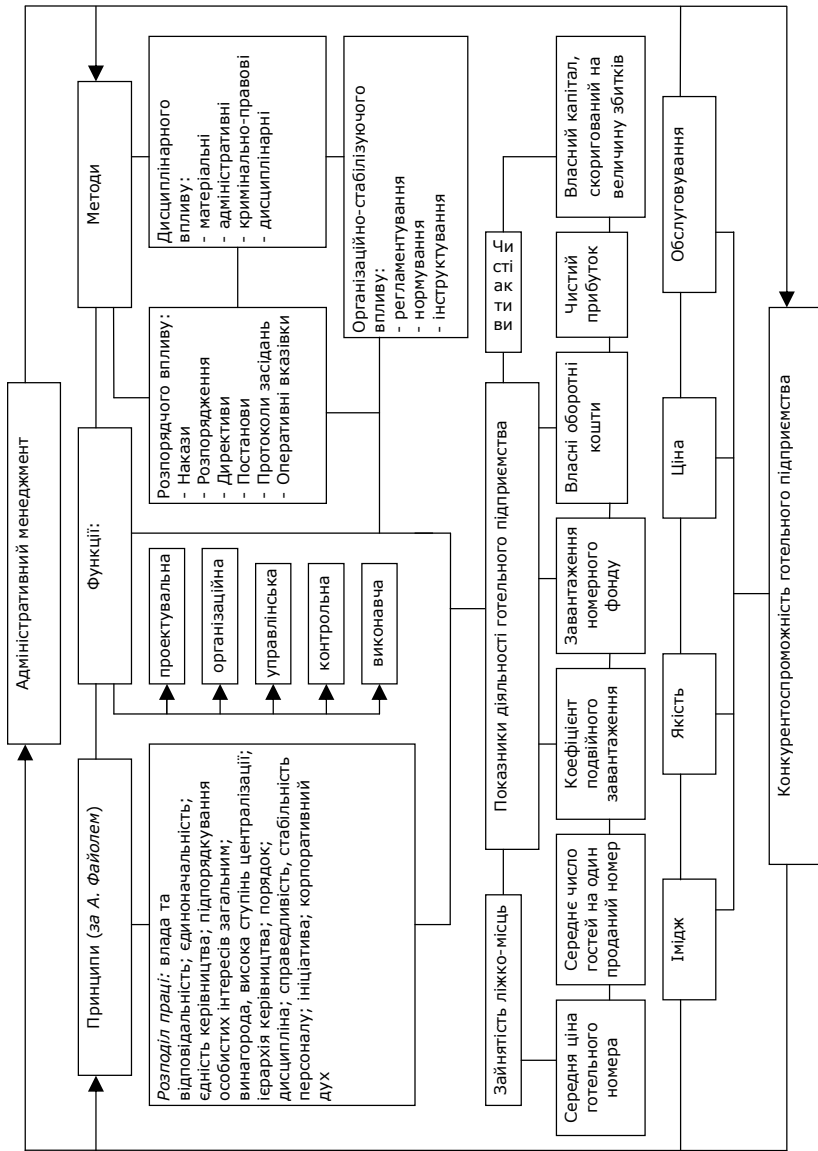 Адміністративний менеджмент
Принципи (за А. Файолем)
Функції:
Методи
Розподіл праці: влада та
відповідальність; єдиноначальність;
єдність керівництва; підпорядкування
особистих інтересів загальним;
винагорода, висока ступінь централізації;
ієрархія керівництва; порядок;
дисципліна; справедливість, стабільність
персоналу; ініціатива; корпоративний
дух
проектувальна
організаційна
управлінська
контрольна
виконавча
Розпорядчого впливу:
- Накази
- Розпорядження
- Директиви
- Постанови
- Протоколи засідань
- Оперативні вказівки
Дисциплінарного
впливу:
- матеріальні
- адміністративні
- кримінально-правові
- дисциплінарні
Організаційно-стабілізуючого
впливу:
- регламентування
- нормування
- інструктування
Зайнятість ліжко-місць
Показники діяльності готельного підприємства
Чи
сті
ак
ти
ви
Середня ціна
готельного
номера
Середнє число
гостей на один
проданий номер
Коефіцієнт
подвійного
завантаження
Завантаження
номерного
фонду
Власні оборотні
кошти
Чистий
прибуток
Власний капітал,
скоригований на
величину збитків
Імідж
Якість
Ціна
Обслуговування
Конкурентоспроможність готельного підприємства